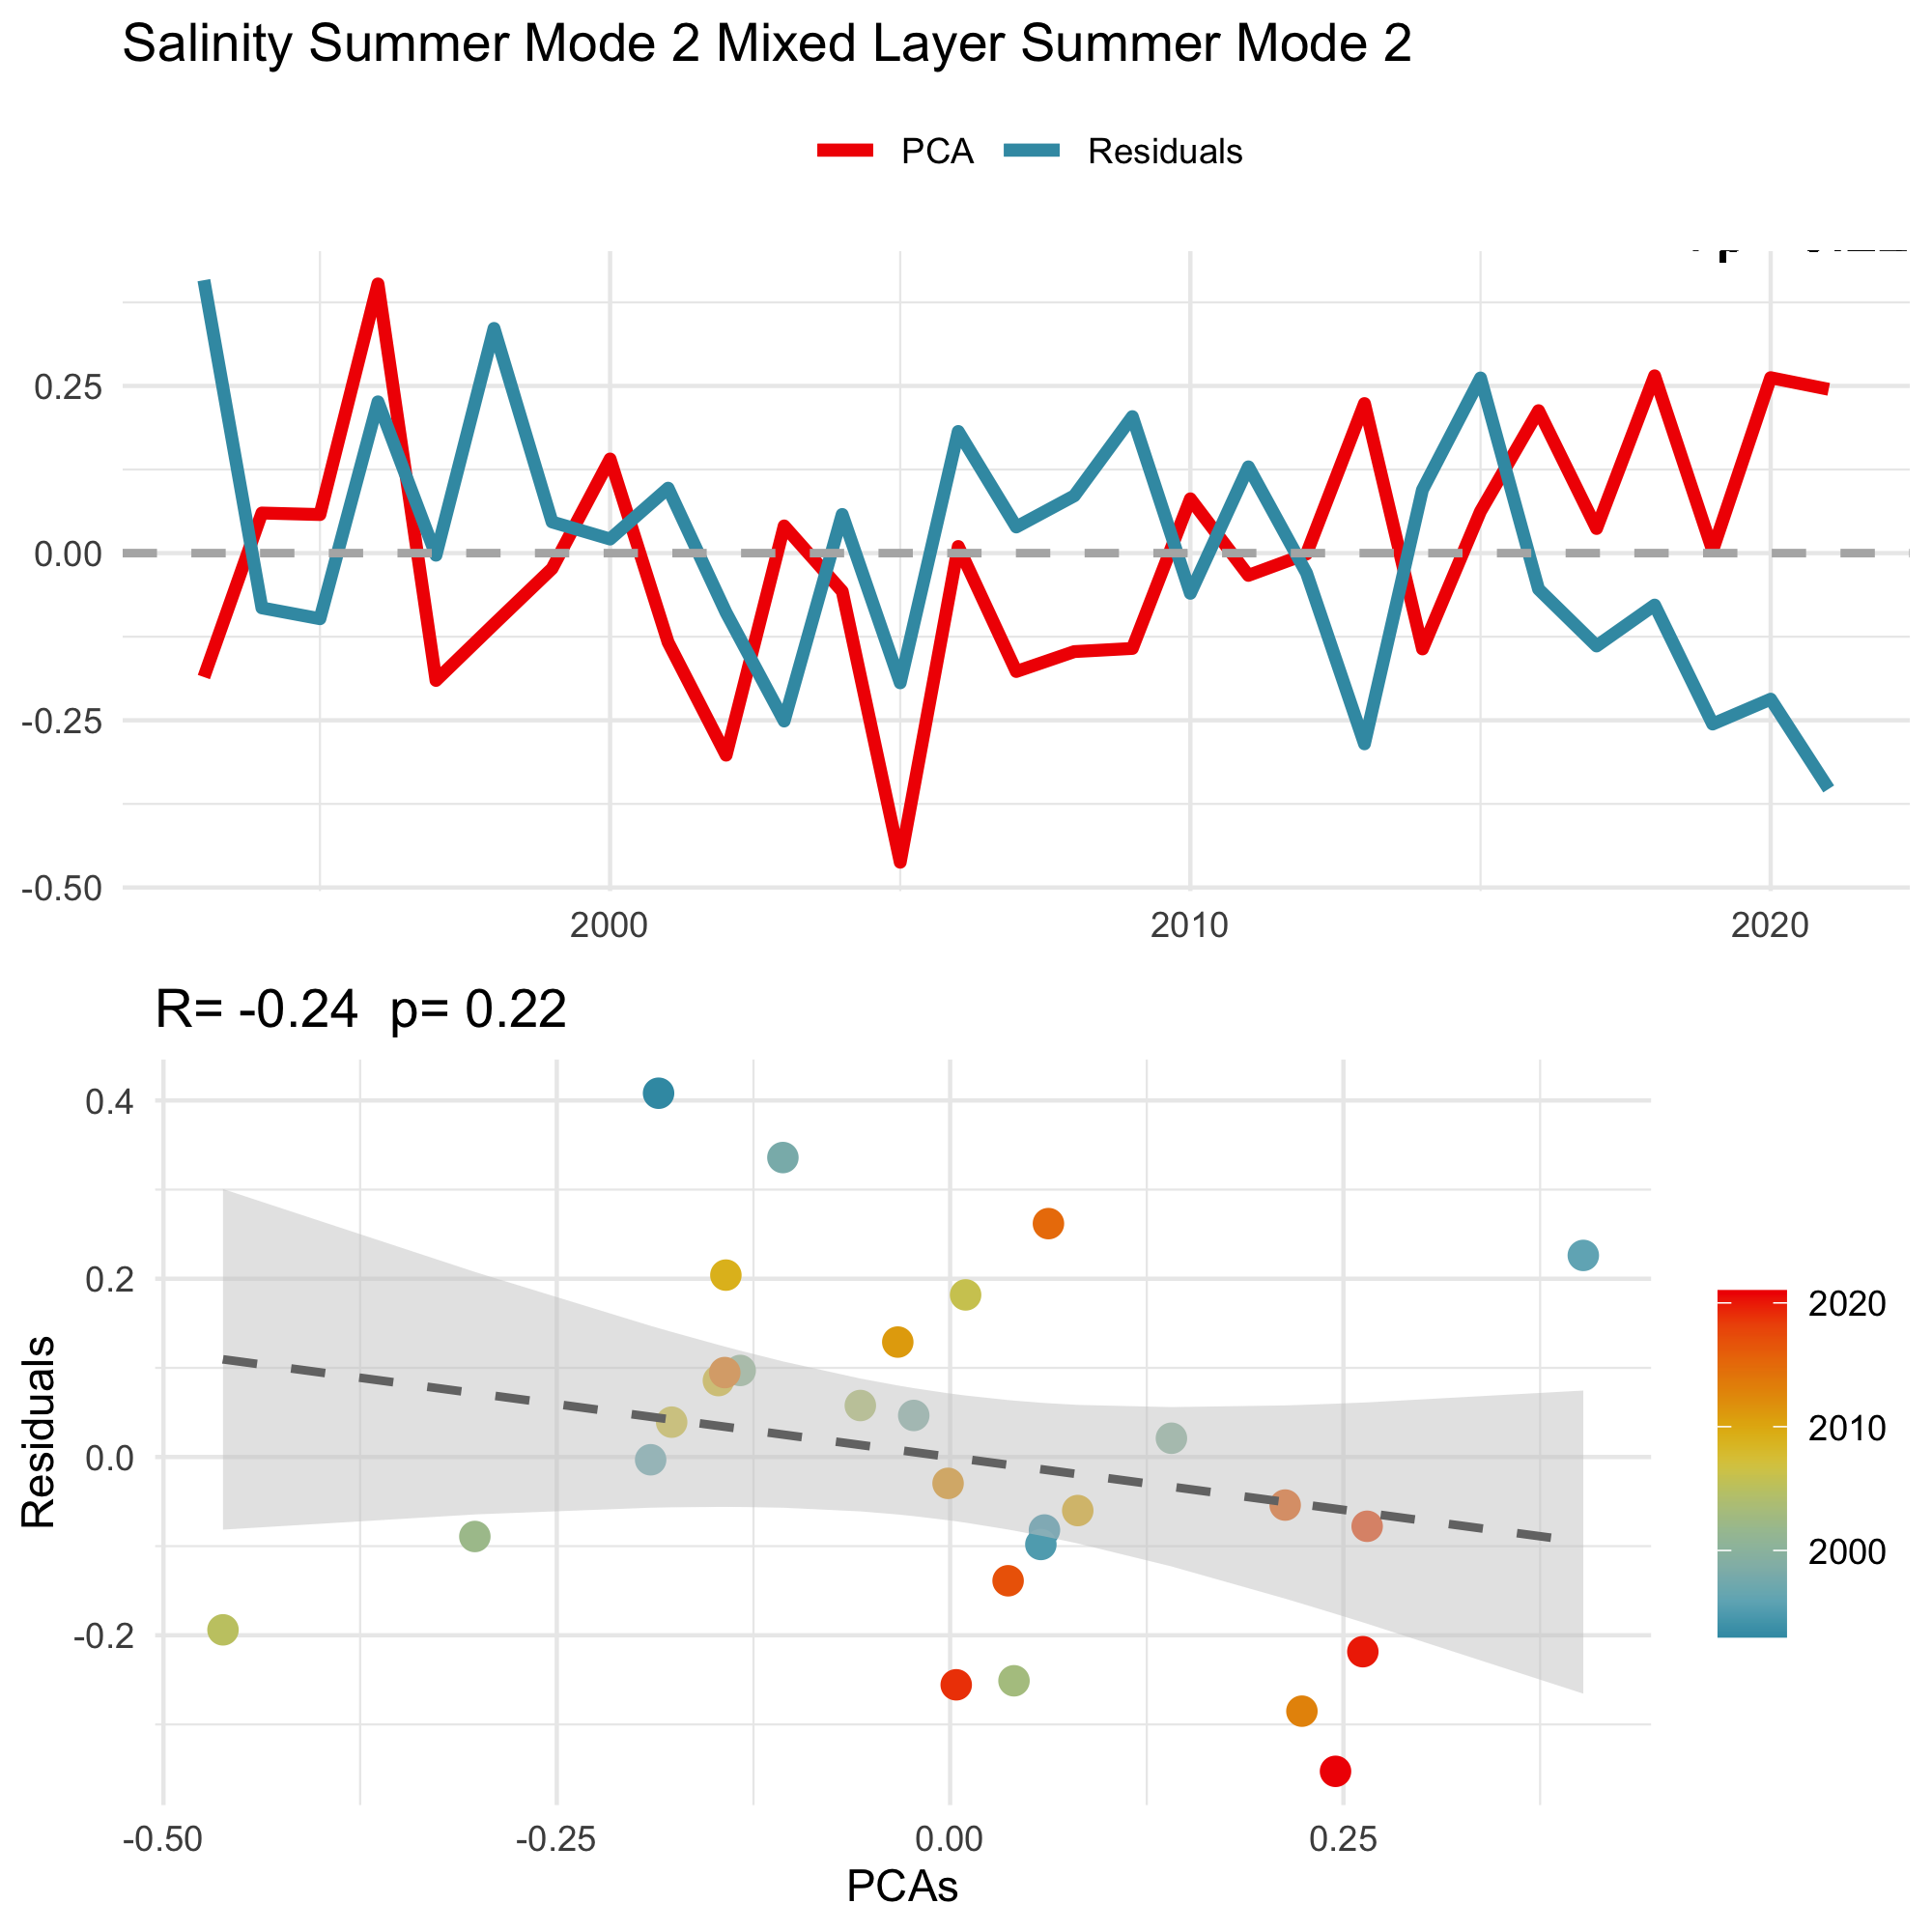 Salinity Summer Mode 2 Mixed Layer Summer Mode 2
PCA Residuals
0.25
0.00
-0.25
-0.50
2000 2010 2020
R= -0.24 p= 0.22
Residuals
0.4
0.2
0.0
-0.2
-0.50 -0.25 0.00 0.25
PCAs
2020
2010
2000